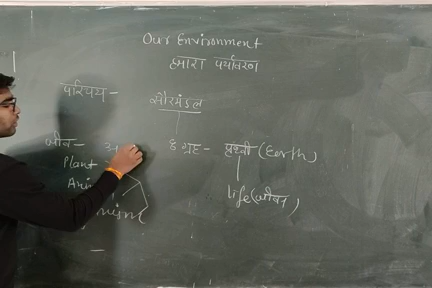 Our Environment
हमारा पर्यावरण
परिचय -
सौरमंडल
8 ग्रह - पृथ्वी (Earth)
जीव -
Plant
life (जीवन)